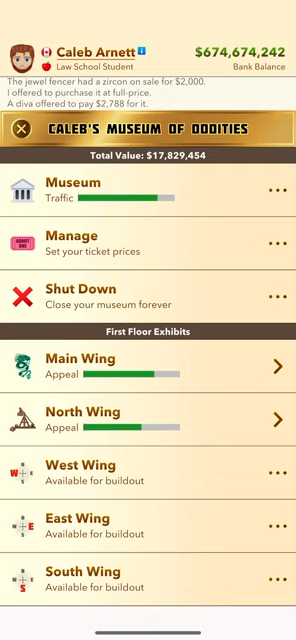 Caleb Arnett
$674,674,242
Law School Student
Bank Balance
The jewel fencer had a zircon on sale for $2,000.
I offered to purchase it at full-price.
A diva offered to pay $2,788 for it.
CALEB'S MUSEUM OF ODDITIES
Total Value: $17,829,454
Museum
Traffic
ADMIT ONE
Manage
Set your ticket prices
Shut Down
Close your museum forever
First Floor Exhibits
Main Wing
Appeal
North Wing
Appeal
N
W E
S
West Wing
Available for buildout
N
W E
S
East Wing
Available for buildout
N
W E
S
South Wing
Available for buildout